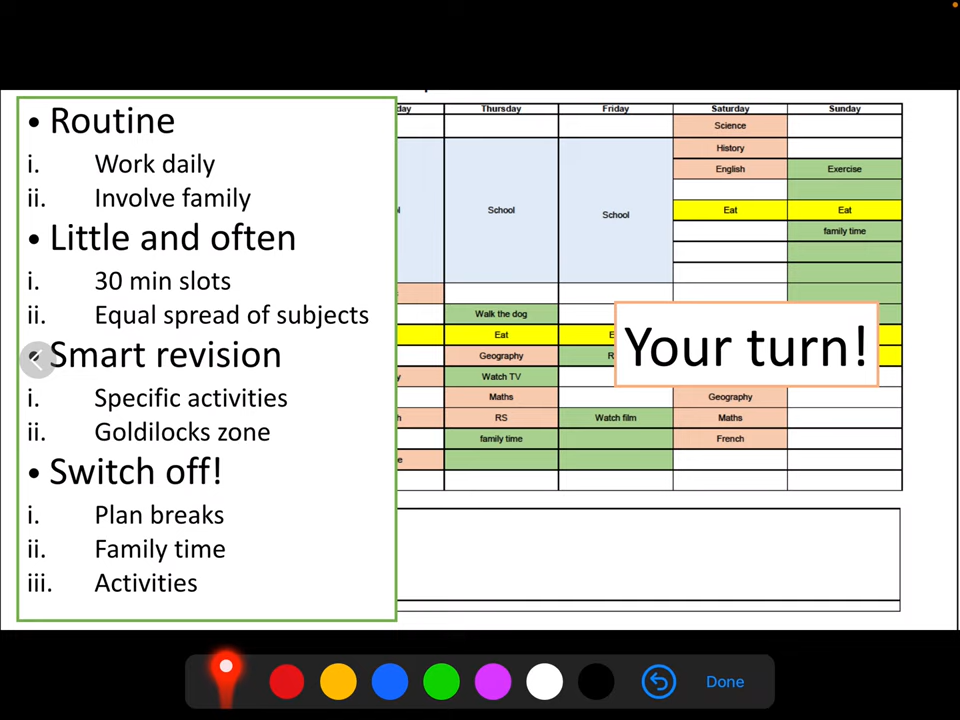 • Routine
i. Work daily
ii. Involve family
• Little and often
i. 30 min slots
ii. Equal spread of subjects
• Smart revision
i. Specific activities
ii. Goldilocks zone
• Switch off!
i. Plan breaks
ii. Family time
iii. Activities
day Thursday Friday Saturday Sunday
Science
History
English Exercise
School School Eat Eat
family time
Walk the dog
Eat
Geography
Watch TV
Your turn!
Maths Geography
RS Watch film Maths
family time French
Done